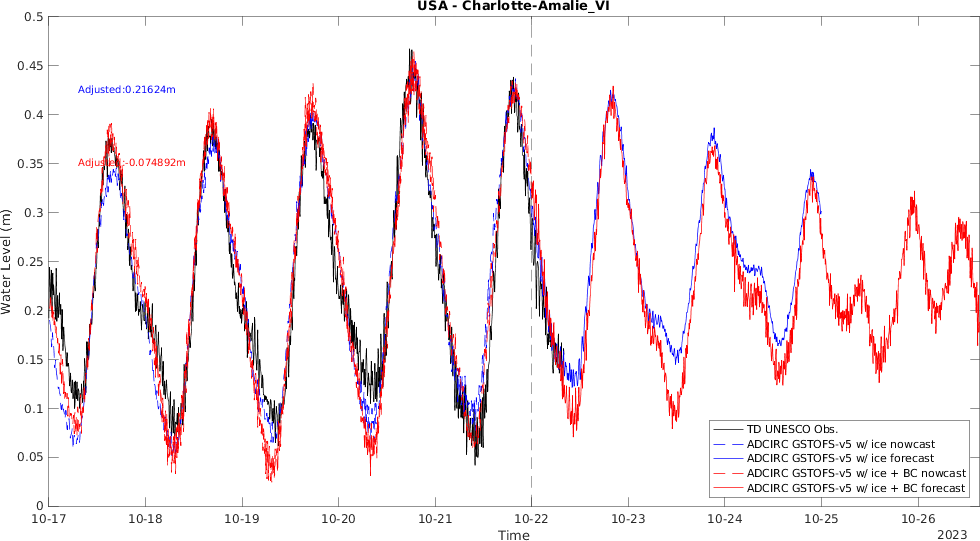 USA - Charlotte-Amalie_VI
0.5
0.45
0.4
0.35
0.3
0.25
0.2
0.15
0.1
0.05
0
Water Level (m)
Adjusted:0.21624m
Adjusted:-0.074892m
TD UNESCO Obs.
ADCIRC GSTOFS-v5 w/ ice nowcast
ADCIRC GSTOFS-v5 w/ ice forecast
ADCIRC GSTOFS-v5 w/ ice + BC nowcast
ADCIRC GSTOFS-v5 w/ ice + BC forecast
10-17 10-18 10-19 10-20 10-21 10-22 10-23 10-24 10-25 10-26
Time
2023